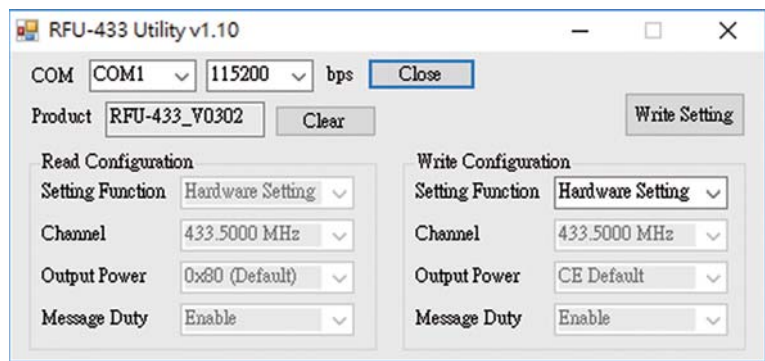 RFU-433 Utility v1.10
COM COM1 115200 bps Close
Product RFU-433_V0302 Clear Write Setting
Read Configuration
Setting Function Hardware Setting
Channel 433.5000 MHz
Output Power 0x80 (Default)
Message Duty Enable
Write Configuration
Setting Function Hardware Setting
Channel 433.5000 MHz
Output Power CE Default
Message Duty Enable